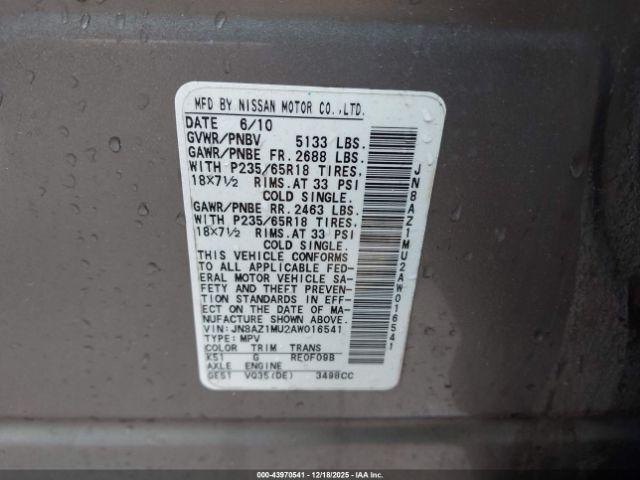 MFD BY NISSAN MOTOR CO.,LTD.
DATE 6/10
GVWR/PNBV 5133 LBS.
GAWR/PNBE FR. 2688 LBS.
WITH P235/65R18 TIRES,
18X7½ RIMS. AT 33 PSI
COLD SINGLE.
GAWR/PNBE RR. 2463 LBS.
WITH P235/65R18 TIRES,
18X7½ RIMS. AT 33 PSI
COLD SINGLE.
THIS VEHICLE CONFORMS
TO ALL APPLICABLE FED-
ERAL MOTOR VEHICLE SA-
FETY AND THEFT PREVEN-
TION STANDARDS IN EFF-
ECT ON THE DATE OF MA-
NUFACTURE SHOWN ABOVE.
VIN: JN8AZ1MU2AW016541
TYPE: MPV
COLOR TRIM TRANS
K51 G RE0F09B
AXLE ENGINE
GE51 VQ35(DE) 3498CC
JN8AZ1MU2AW016541
000-43970541 - 12/18/2025 - IAAI.COM